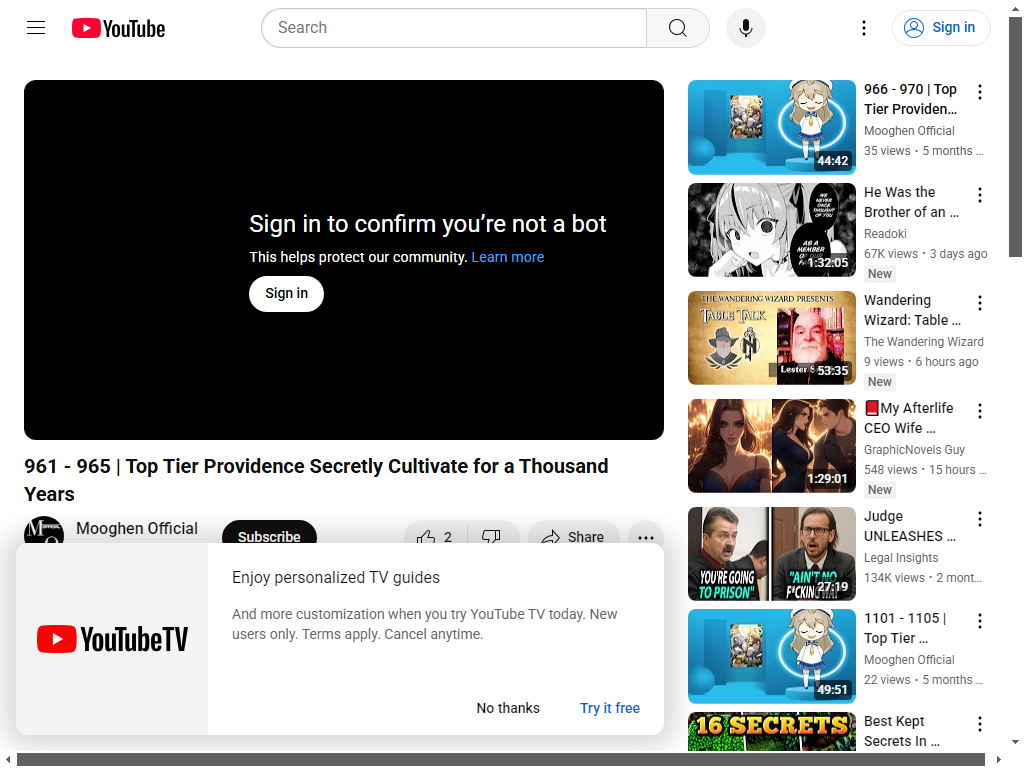 YouTube
Search
Sign in
Sign in to confirm you’re not a bot
This helps protect our community. Learn more
Sign in
961 - 965 | Top Tier Providence Secretly Cultivate for a Thousand
Years
Mooghen Official
Subscribe
2
Share
YouTubeTV
Enjoy personalized TV guides
And more customization when you try YouTube TV today. New
users only. Terms apply. Cancel anytime.
No thanks
Try it free
44:42
966 - 970 | Top
Tier Providen…
Mooghen Official
35 views • 5 months …
WE NEVER ONCE THOUGHT OF YOU
AS A MEMBER
1:32:05
He Was the
Brother of an …
Readoki
67K views • 3 days ago
New
THE WANDERING WIZARD PRESENTS
TABLE TALK
Lester
53:35
Wandering
Wizard: Table …
The Wandering Wizard
9 views • 6 hours ago
New
1:29:01
📕My Afterlife
CEO Wife …
GraphicNovels Guy
548 views • 15 hours …
New
YOU'RE GOING
TO PRISON"
"AIN'T NO
F*CKING WAY
27:19
Judge
UNLEASHES …
Legal Insights
134K views • 2 mont…
49:51
1101 - 1105 |
Top Tier …
Mooghen Official
22 views • 5 months …
16 SECRETS
Best Kept
Secrets In …